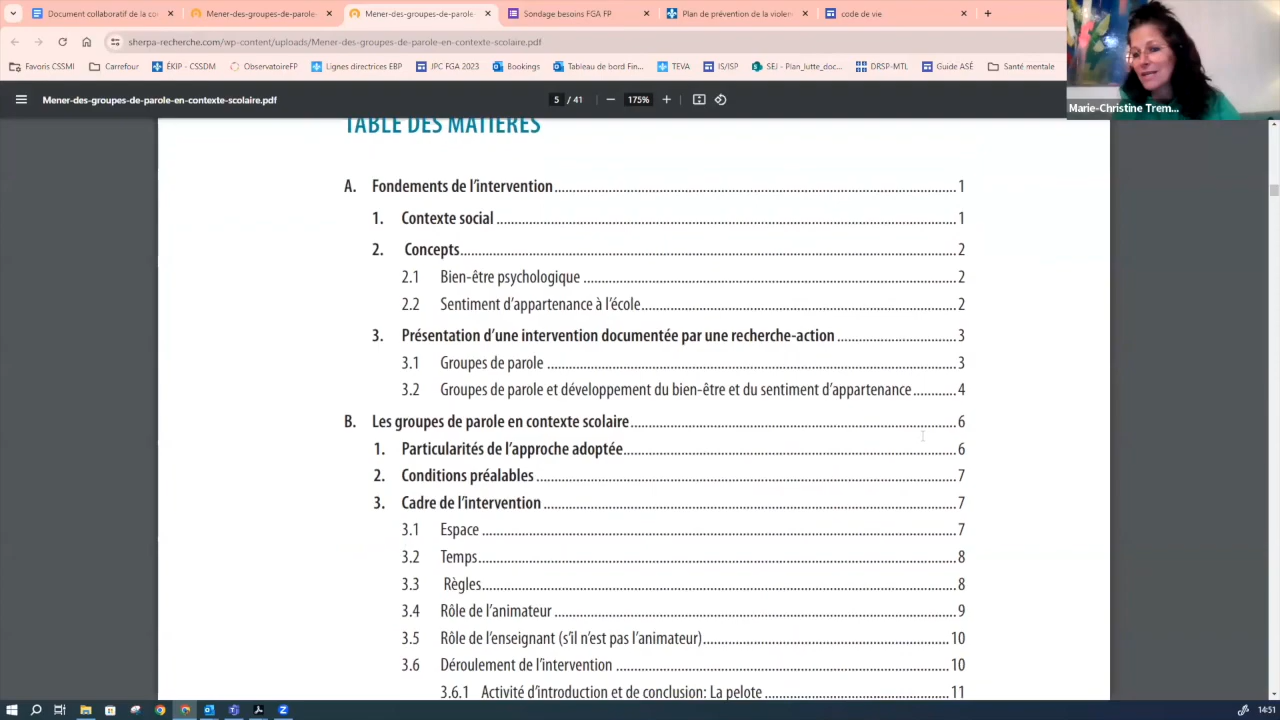 Document collaboratif de la co
Mener-des-groupes-de-parole-
Mener-des-groupes-de-parole
Sondage besoins FGA FP
Plan de prévention de la violen
code de vie
sherpa-recherche.com/wp-content/uploads/Mener-des-groupes-de-parole-en-contexte-scolaire.pdf
Favoris CSSMI
Carrefour
ÉKIP - CSSDM
ObservatoireFP
Lignes directrices EBP
JPC FGA 2023
Bookings
Tableau de bord Fin...
TEVA
IS/ISP
SEJ - Plan_lutte_doc...
DRSP-MTL
Guide ASÉ
Santé mentale
Mener-des-groupes-de-parole-en-contexte-scolaire.pdf
5 / 41
175%
Marie-Christine Trem...
TABLE DES MATIÈRES
A. Fondements de l'intervention 1
1. Contexte social 1
2. Concepts 2
2.1 Bien-être psychologique 2
2.2 Sentiment d'appartenance à l'école 2
3. Présentation d'une intervention documentée par une recherche-action 3
3.1 Groupes de parole 3
3.2 Groupes de parole et développement du bien-être et du sentiment d'appartenance 4
B. Les groupes de parole en contexte scolaire 6
1. Particularités de l'approche adoptée 6
2. Conditions préalables 7
3. Cadre de l'intervention 7
3.1 Espace 7
3.2 Temps 8
3.3 Règles 8
3.4 Rôle de l'animateur 9
3.5 Rôle de l'enseignant (s'il n'est pas l'animateur) 10
3.6 Déroulement de l'intervention 10
3.6.1 Activité d'introduction et de conclusion: La pelote 11
14:51